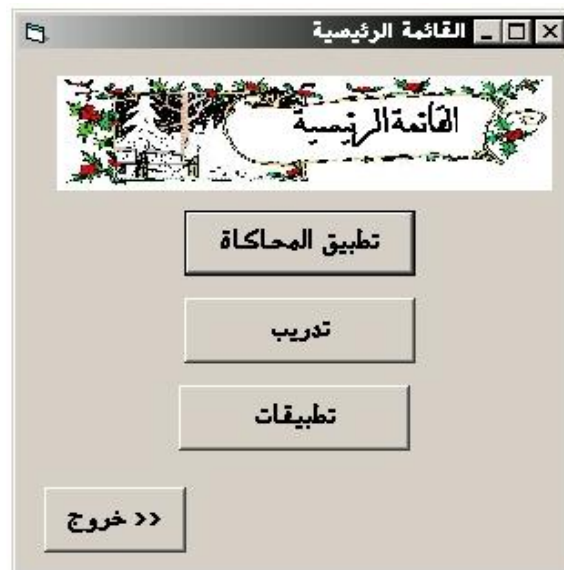 القائمة الرئيسية
القائمة الرئيسية
تطبيق المحاكاة
تدريب
تطبيقات
<< خروج